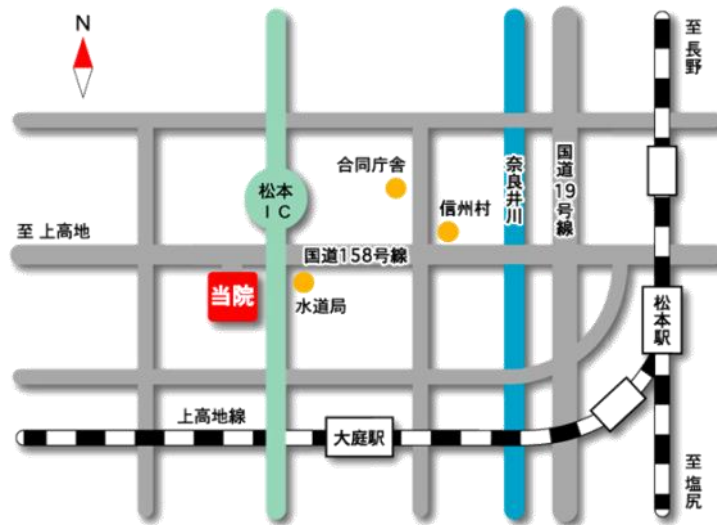 N
至 長野
合同庁舎
松本
IC
奈良井川
国道19号線
信州村
至 上高地
国道158号線
当院
水道局
松本駅
上高地線
大庭駅
至 塩尻